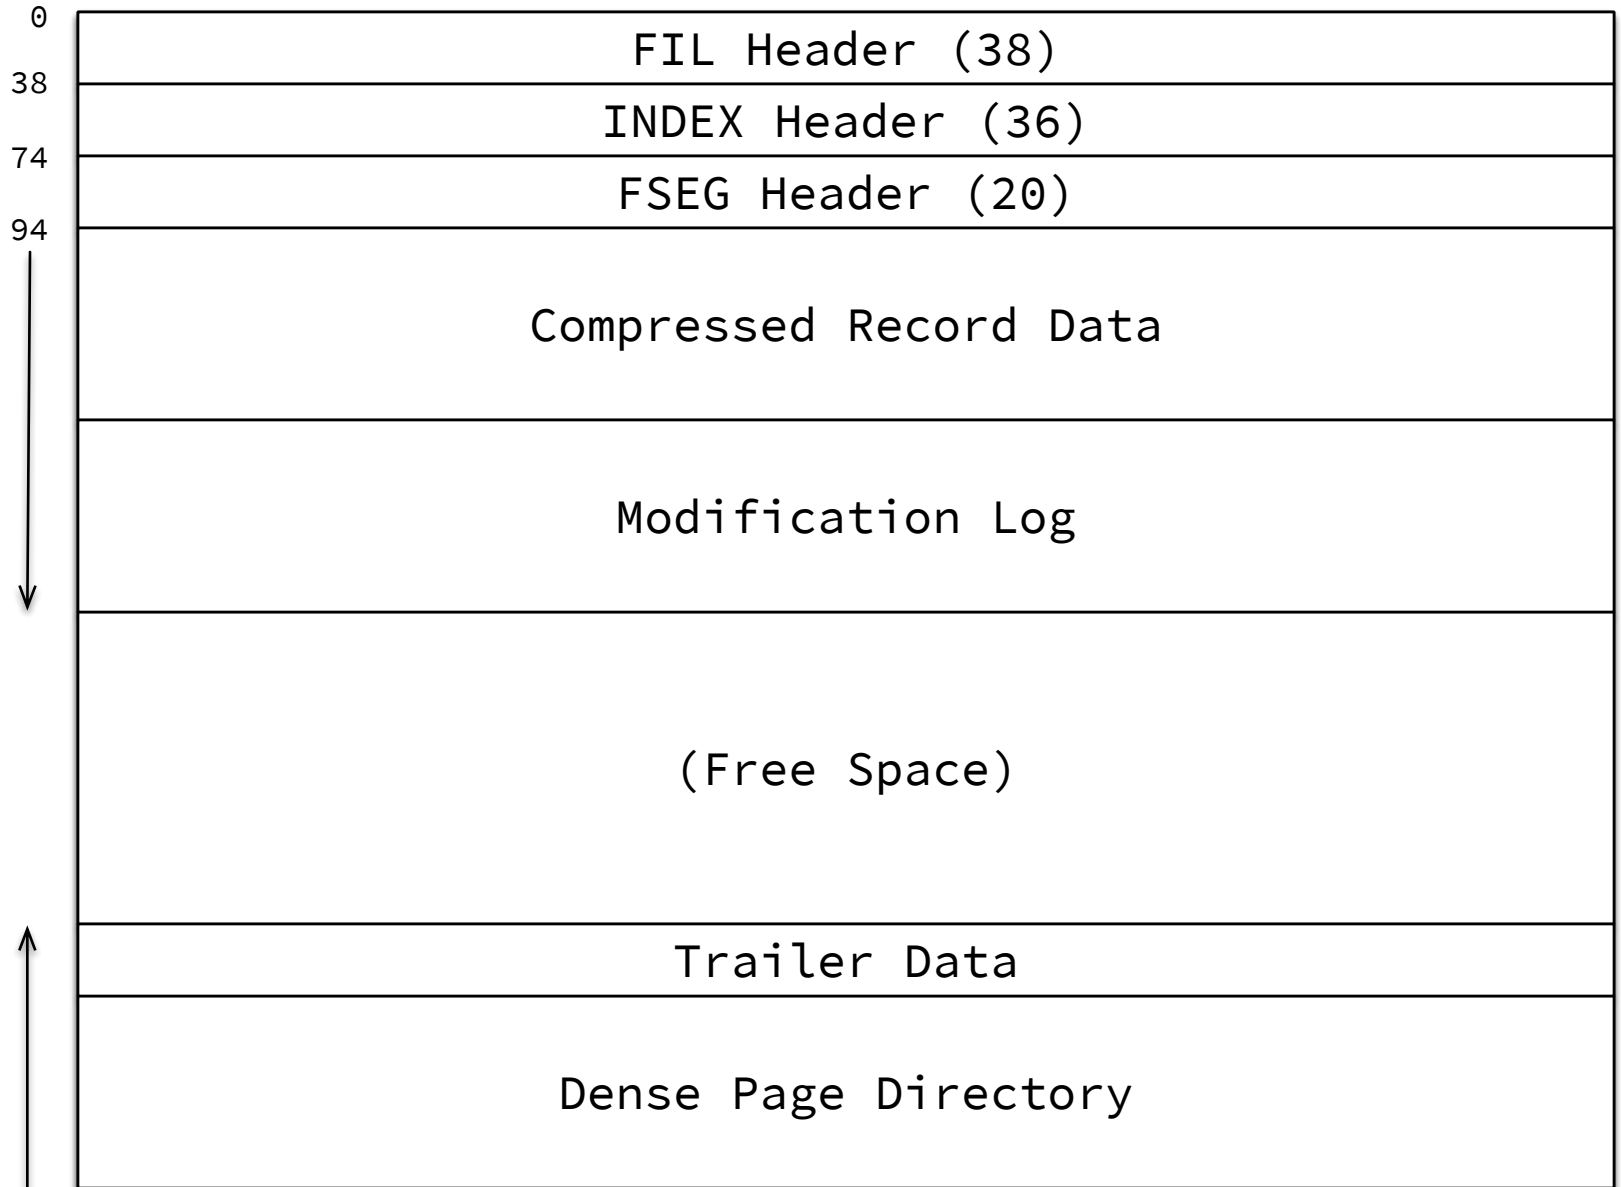 0
FIL Header (38)
38
INDEX Header (36)
74
FSEG Header (20)
94
Compressed Record Data
Modification Log
(Free Space)
Trailer Data
Dense Page Directory